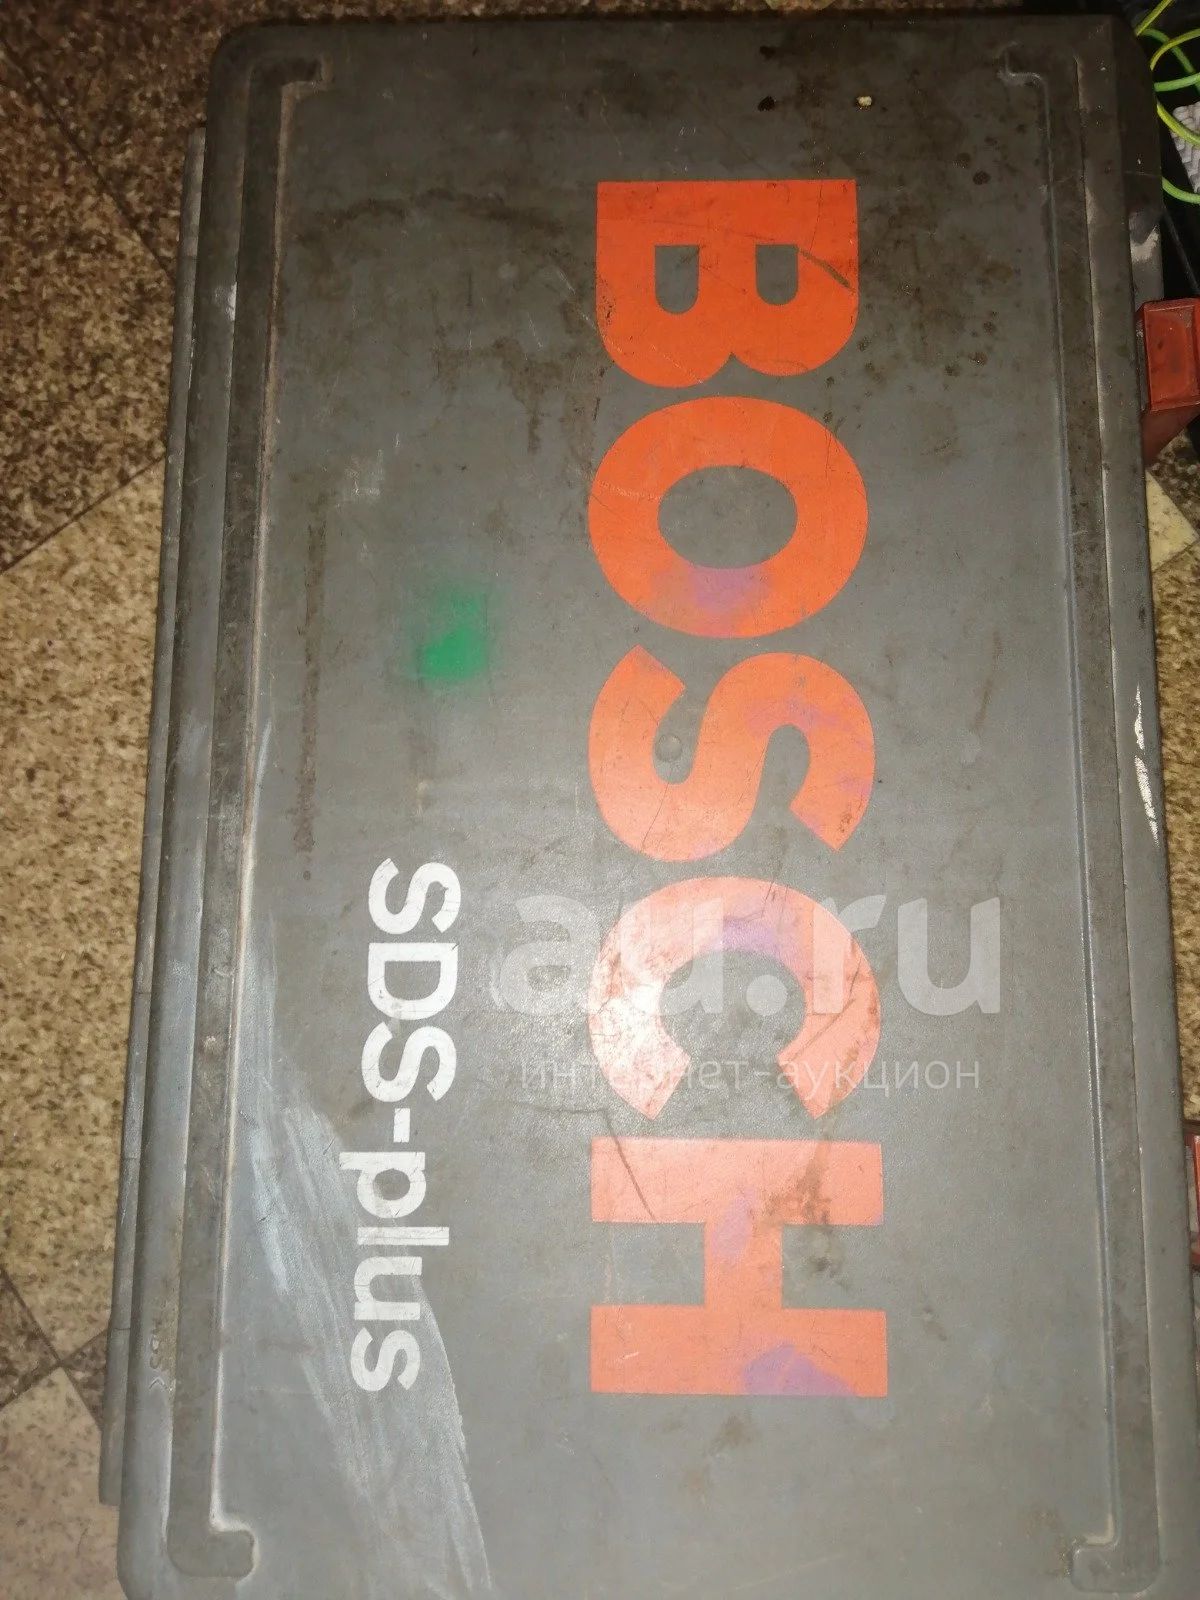 BOSCH
SDS-plus
au.ru
интернет-аукцион